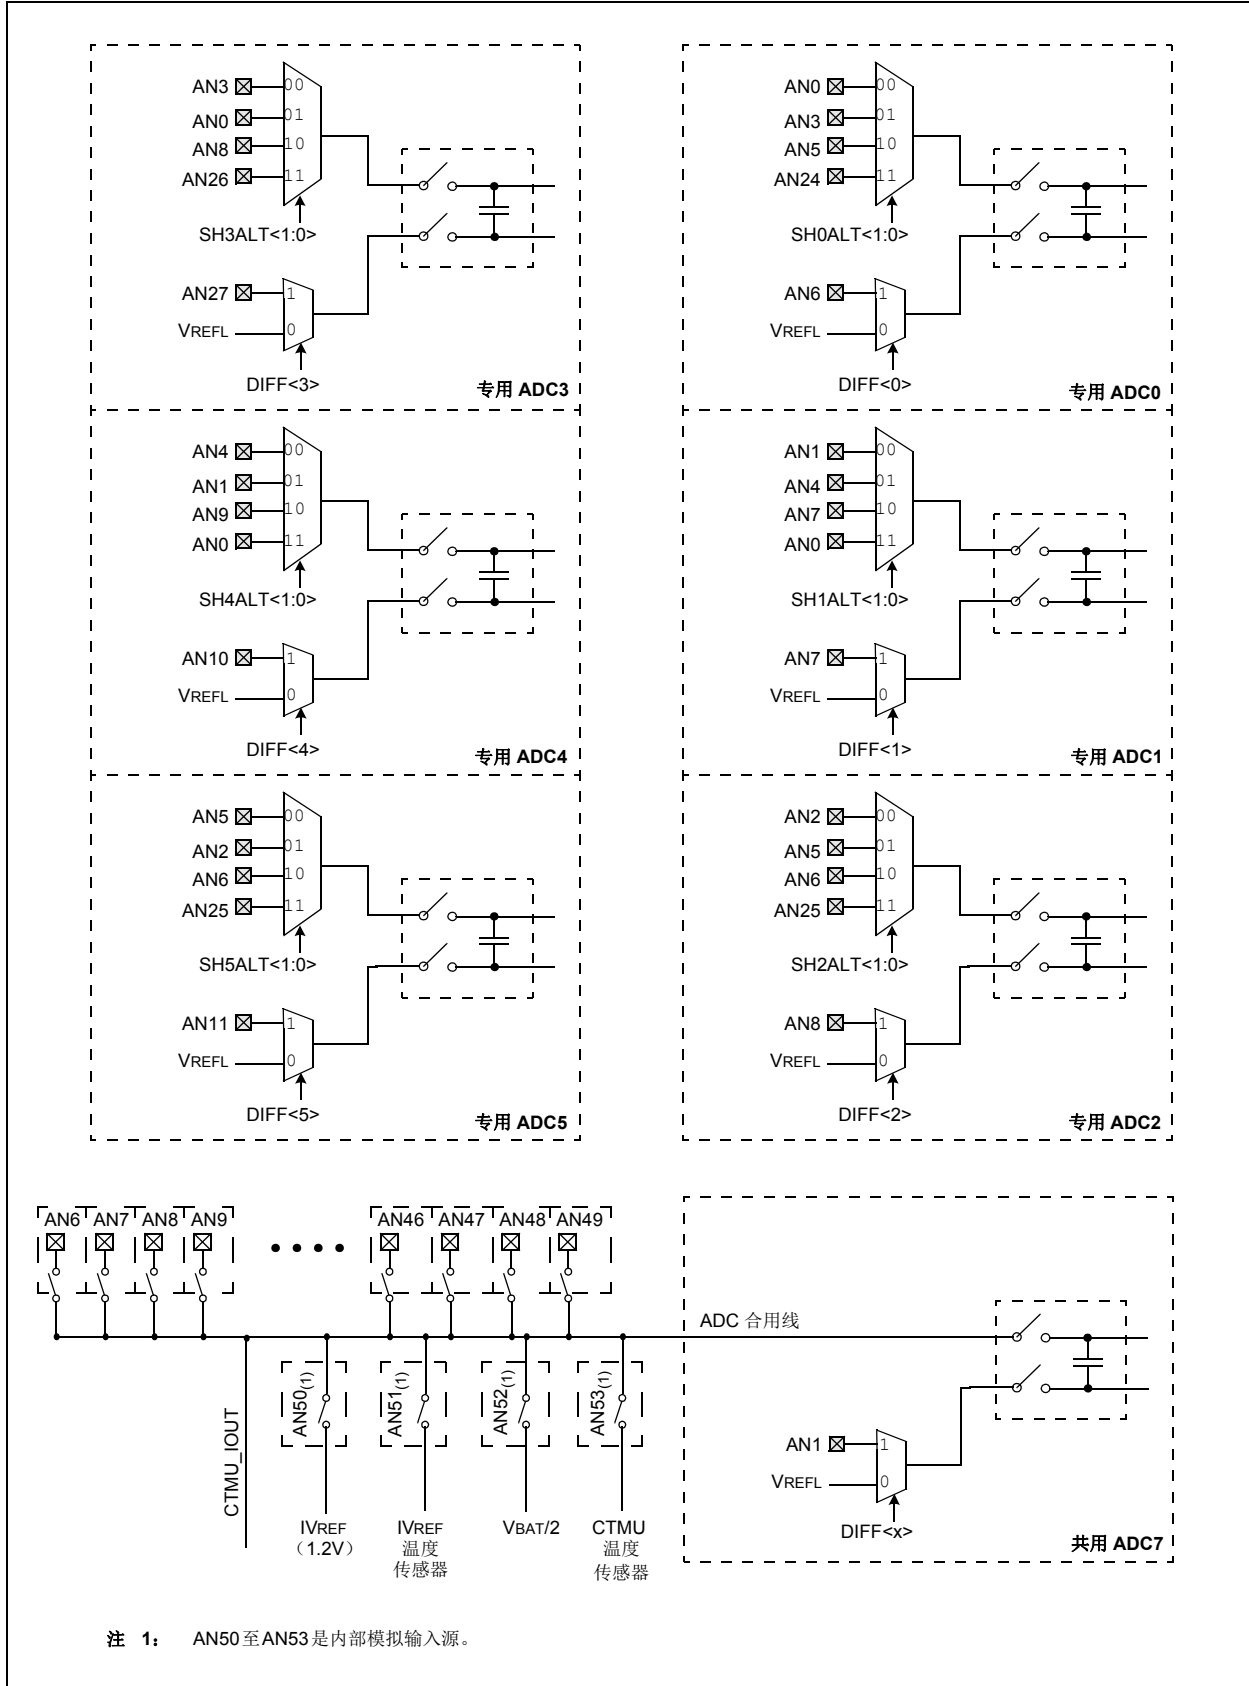 AN3
00
AN0
01
AN8
10
AN26
11
SH3ALT<1:0>
AN27
1
VREFL
0
DIFF<3>
专用 ADC3
AN0
00
AN3
01
AN5
10
AN24
11
SH0ALT<1:0>
AN6
1
VREFL
0
DIFF<0>
专用 ADC0
AN4
00
AN1
01
AN9
10
AN0
11
SH4ALT<1:0>
AN10
1
VREFL
0
DIFF<4>
专用 ADC4
AN1
00
AN4
01
AN7
10
AN0
11
SH1ALT<1:0>
AN7
1
VREFL
0
DIFF<1>
专用 ADC1
AN5
00
AN2
01
AN6
10
AN25
11
SH5ALT<1:0>
AN11
1
VREFL
0
DIFF<5>
专用 ADC5
AN2
00
AN5
01
AN6
10
AN25
11
SH2ALT<1:0>
AN8
1
VREFL
0
DIFF<2>
专用 ADC2
AN6 AN7 AN8 AN9
AN46 AN47 AN48 AN49
ADC 合用线
CTMU_IOUT
AN50(1)
AN51(1)
AN52(1)
AN53(1)
IVREF
（1.2V）
IVREF
温度
传感器
VBAT/2
CTMU
温度
传感器
AN1
1
VREFL
0
DIFF<x>
共用 ADC7
注 1： AN50至AN53是内部模拟输入源。